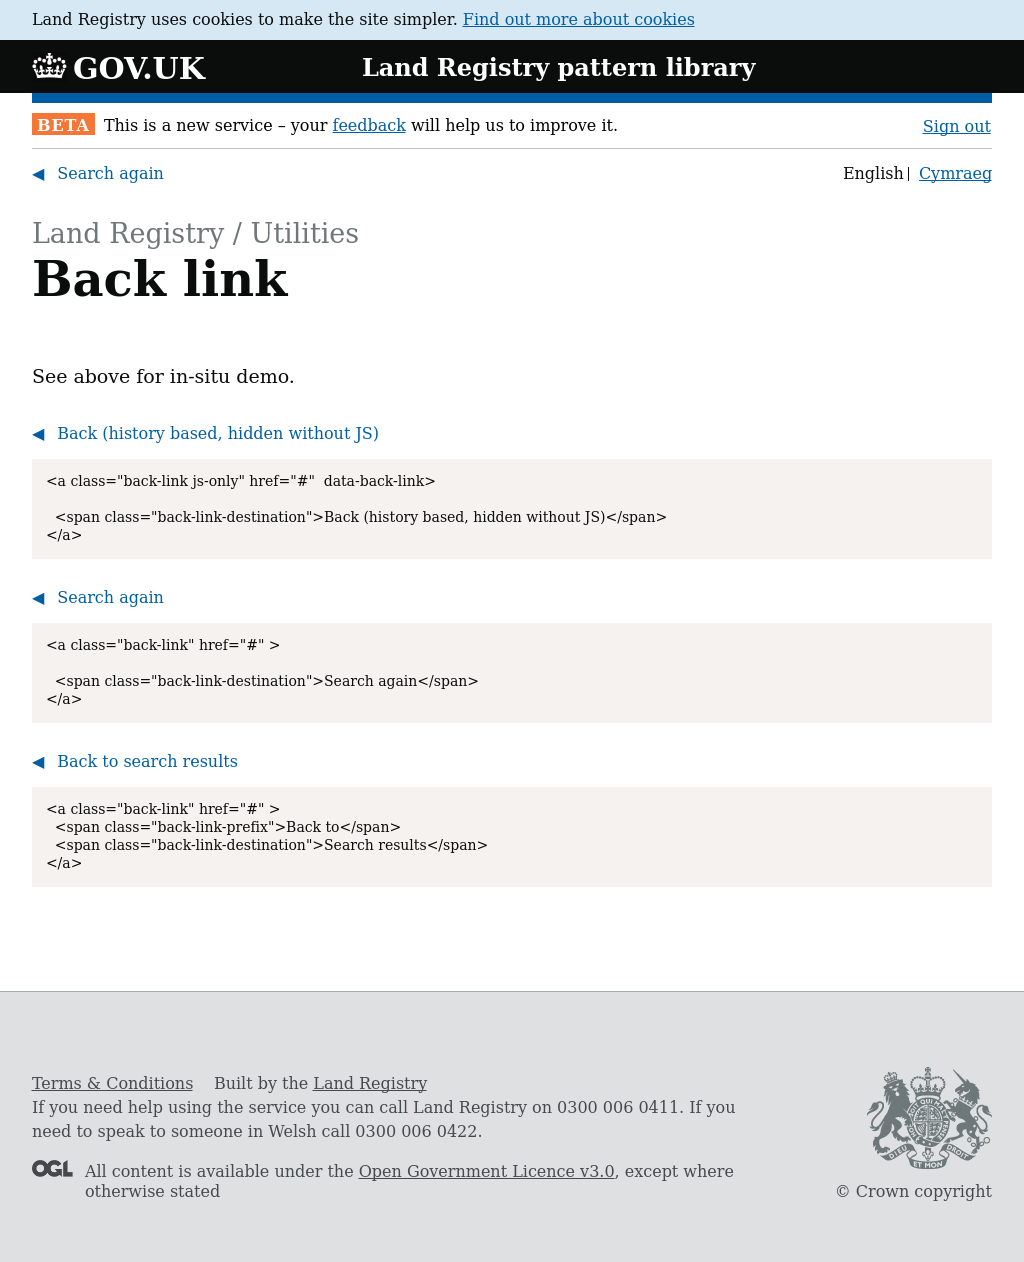 Land Registry uses cookies to make the site simpler. Find out more about cookies
GOV.UK
Land Registry pattern library
BETA This is a new service – your feedback will help us to improve it.
Sign out
◀ Search again
English | Cymraeg
Land Registry / Utilities
Back link
See above for in-situ demo.
◀ Back (history based, hidden without JS)
<a class="back-link js-only" href="#"  data-back-link>
  <span class="back-link-destination">Back (history based, hidden without JS)</span>
</a>
◀ Search again
<a class="back-link" href="#" >
  <span class="back-link-destination">Search again</span>
</a>
◀ Back to search results
<a class="back-link" href="#" >
  <span class="back-link-prefix">Back to</span>
  <span class="back-link-destination">Search results</span>
</a>
Terms & Conditions Built by the Land Registry
If you need help using the service you can call Land Registry on 0300 006 0411. If you
need to speak to someone in Welsh call 0300 006 0422.
OGL
All content is available under the Open Government Licence v3.0, except where
otherwise stated
DIEU ET MON DROIT
© Crown copyright